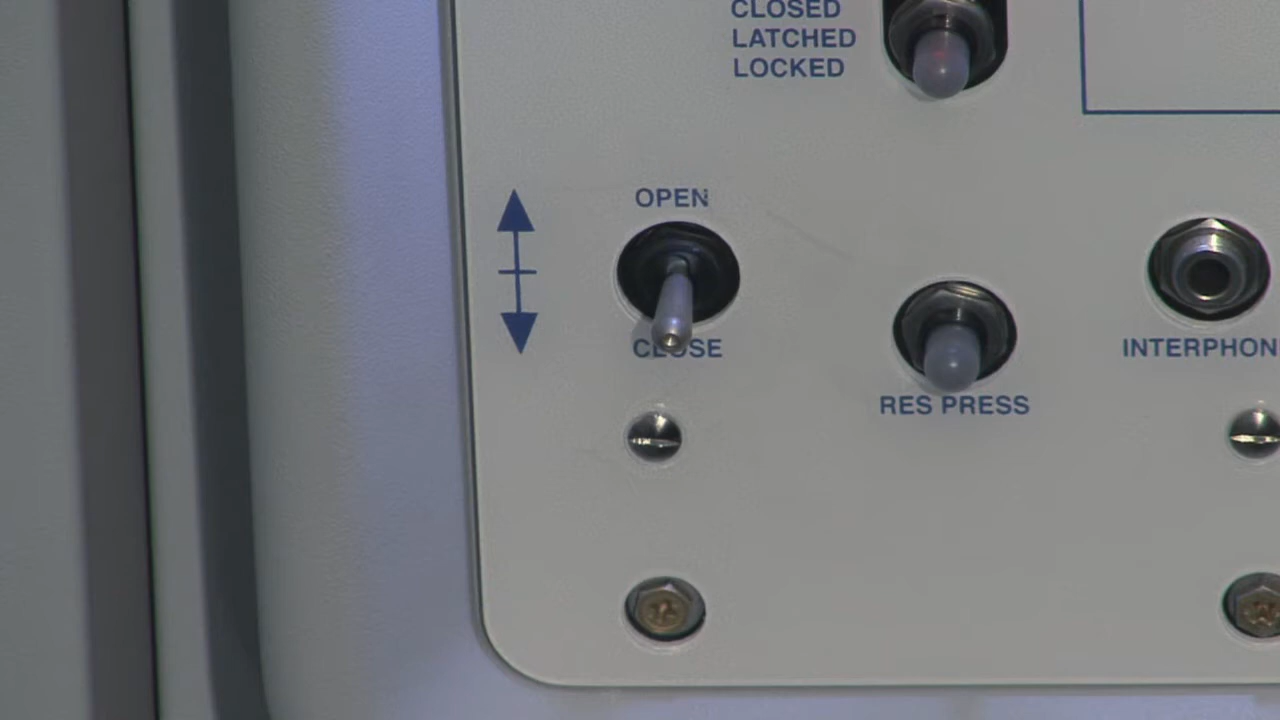 CLOSED
LATCHED
LOCKED
OPEN
CLOSE
INTERPHON
RES PRESS